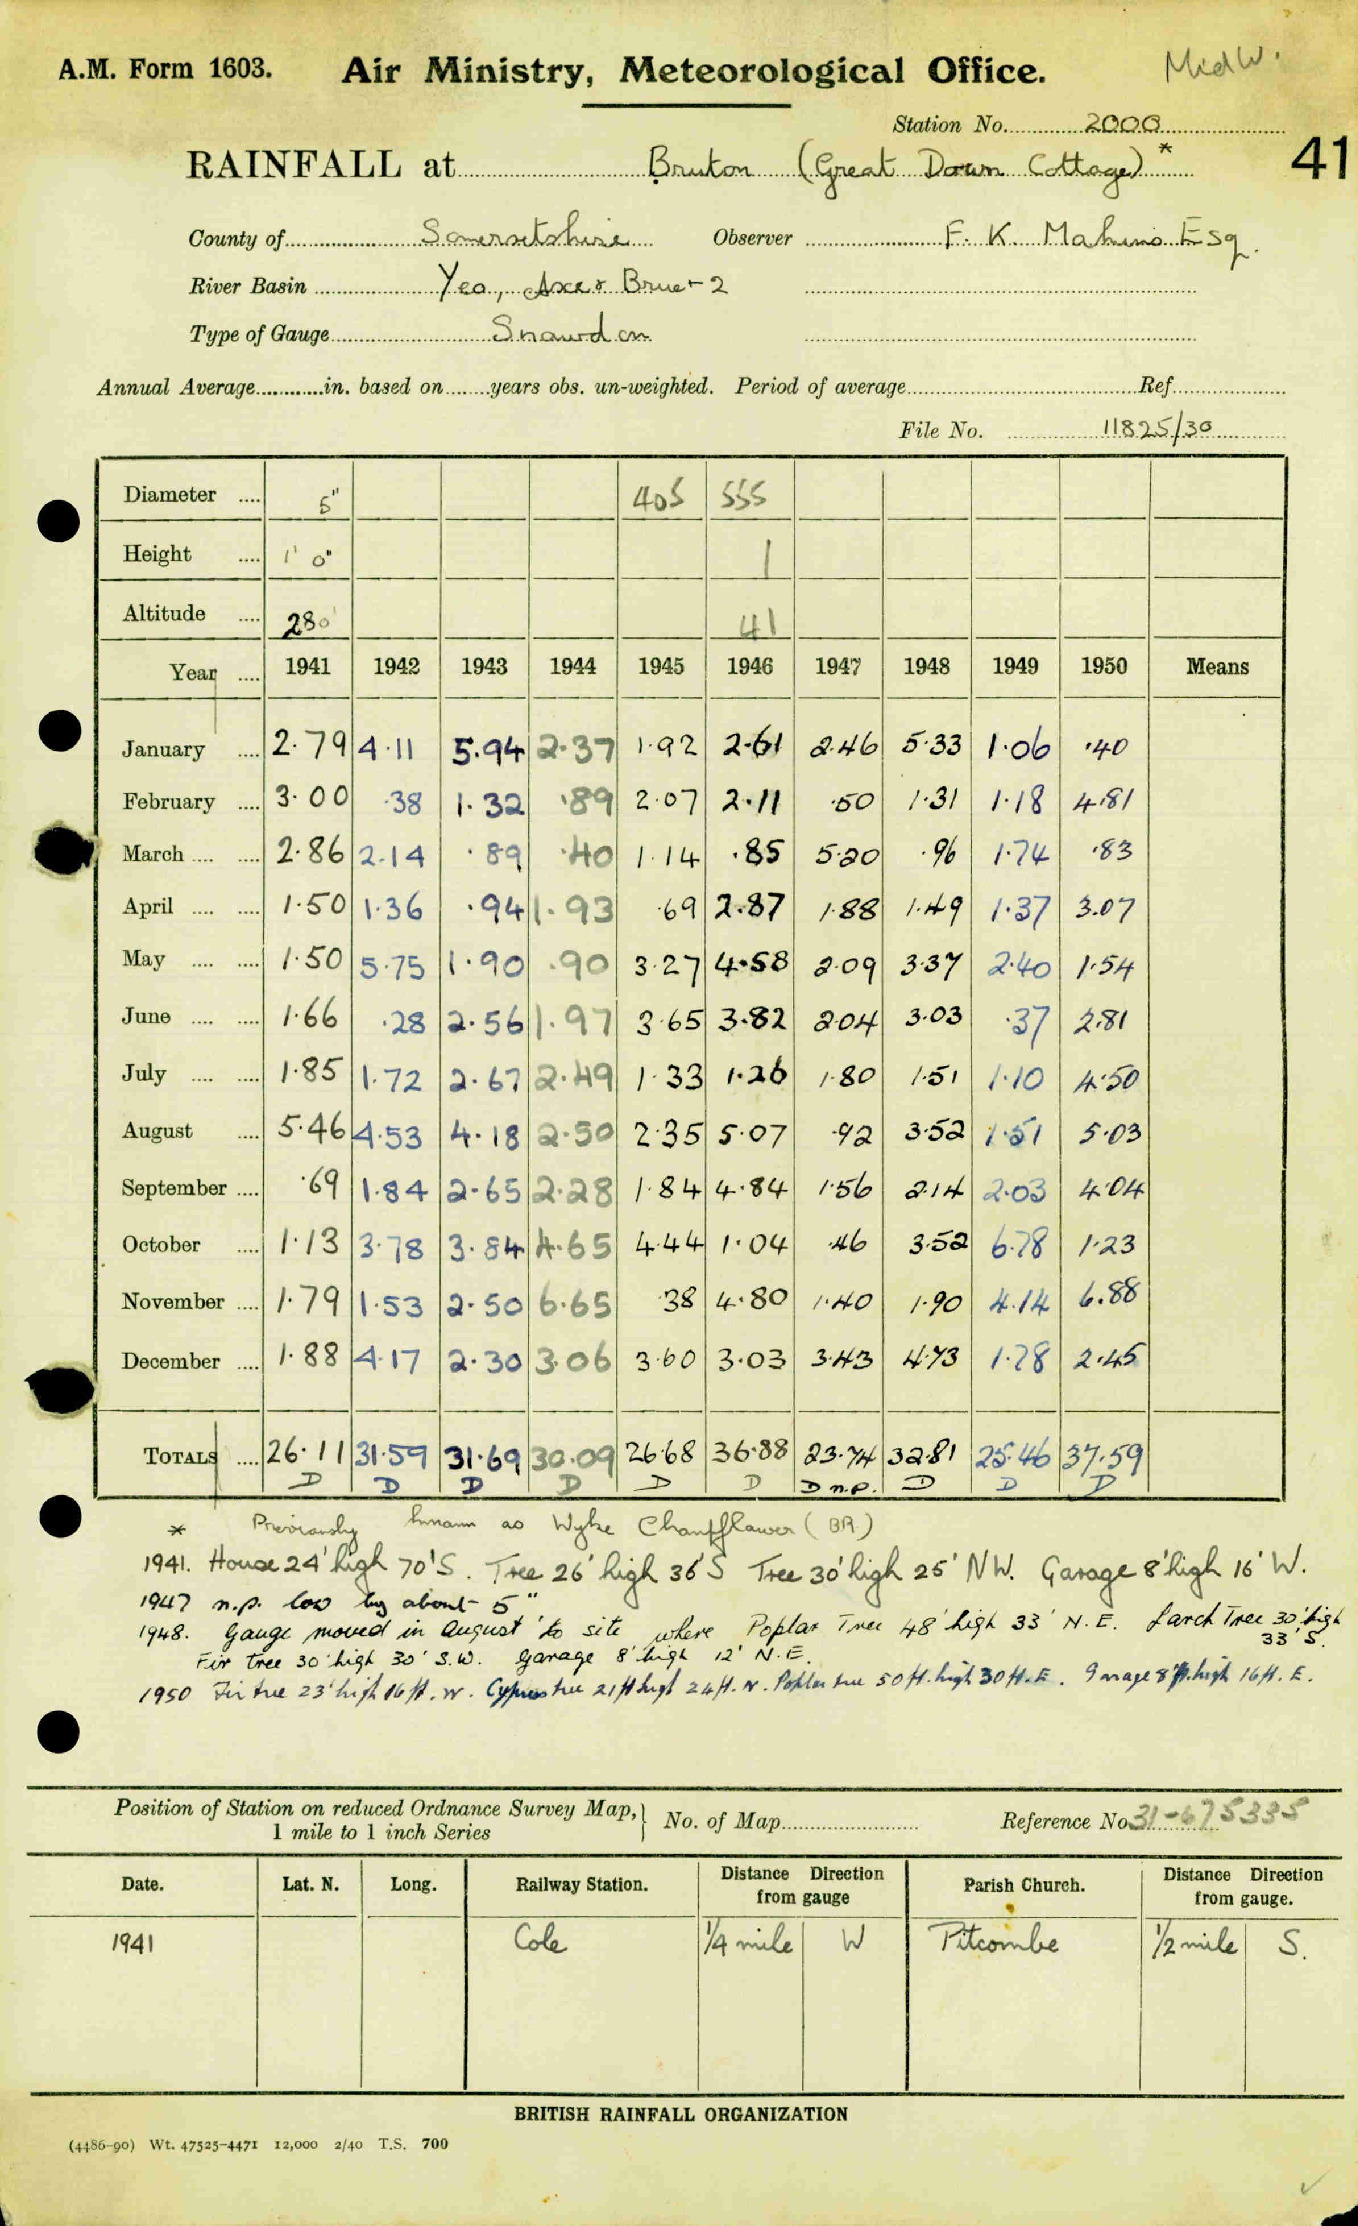 A.M. Form 1603. Air Ministry, Meteorological Office. Mid W.
Station No. 2000
RAINFALL at Bruton (Great Down Cottage) * 41
County of Somersetshire Observer F. K. Esq.
River Basin Yeo, Axe & Brue + 2
Type of Gauge Snowdon
Annual Average in. based on years obs. un-weighted. Period of average Ref.
File No. 11825/30
Diameter 5" 405 555
Height 1' 0" 1
Altitude 280' 41
Year 1941 1942 1943 1944 1945 1946 1947 1948 1949 1950 Means
January 2.79 4.11 5.94 2.37 1.92 2.61 2.46 5.33 1.06 .40
February 3.00 .38 1.32 .89 2.07 2.11 .50 1.31 1.18 4.81
March 2.86 2.14 .89 .40 1.14 .85 5.20 .96 1.74 .83
April 1.50 1.36 .94 1.93 .69 2.87 1.88 1.49 1.37 3.07
May 1.50 5.75 1.90 .90 3.27 4.58 2.09 3.37 2.40 1.54
June 1.66 .28 2.56 1.97 3.65 3.82 2.04 3.03 .37 2.81
July 1.85 1.72 2.67 2.49 1.33 1.26 1.80 1.51 1.10 4.50
August 5.46 4.53 4.18 2.50 2.35 5.07 .92 3.52 1.51 5.03
September .69 1.84 2.65 2.28 1.84 4.84 1.56 2.14 2.03 4.04
October 1.13 3.78 3.84 4.65 4.44 1.04 .46 3.52 6.78 1.23
November 1.79 1.53 2.50 6.65 .38 4.80 1.40 1.90 4.14 6.88
December 1.88 4.17 2.30 3.06 3.60 3.03 3.43 4.73 1.78 2.45
TOTALS 26.11 31.59 31.69 30.09 26.68 36.88 23.74 32.81 25.46 37.59
D D D D D D D n.p. D D D
* Previously known as Wyke Champflower (BR)
1941. House 24' high 70' S. Tree 26' high 36' S Tree 30' high 25' NW. Garage 8' high 16' W.
1947 n.p. low by about 5"
1948. Gauge moved in August to site where Poplar Tree 48' high 33' N.E. Larch Tree 30' high
33' S.
Fir tree 30' high 30' S.W. Garage 8' high 12' N.E.
1950 Fir tree 23' high 16 ft. W. Cypress tree 21 ft high 24 ft. W. Poplar tree 50 ft. high 30 ft. E. Garage 8 ft. high 16 ft. E.
Position of Station on reduced Ordnance Survey Map,
1 mile to 1 inch Series
No. of Map Reference No 31-675335
Date. Lat. N. Long. Railway Station. Distance Direction from gauge Parish Church. Distance Direction from gauge.
1941 Cole 1/4 mile W Pitcombe 1/2 mile S.
BRITISH RAINFALL ORGANIZATION
(4486-90) Wt. 47525-4471 12,000 2/40 T.S. 700